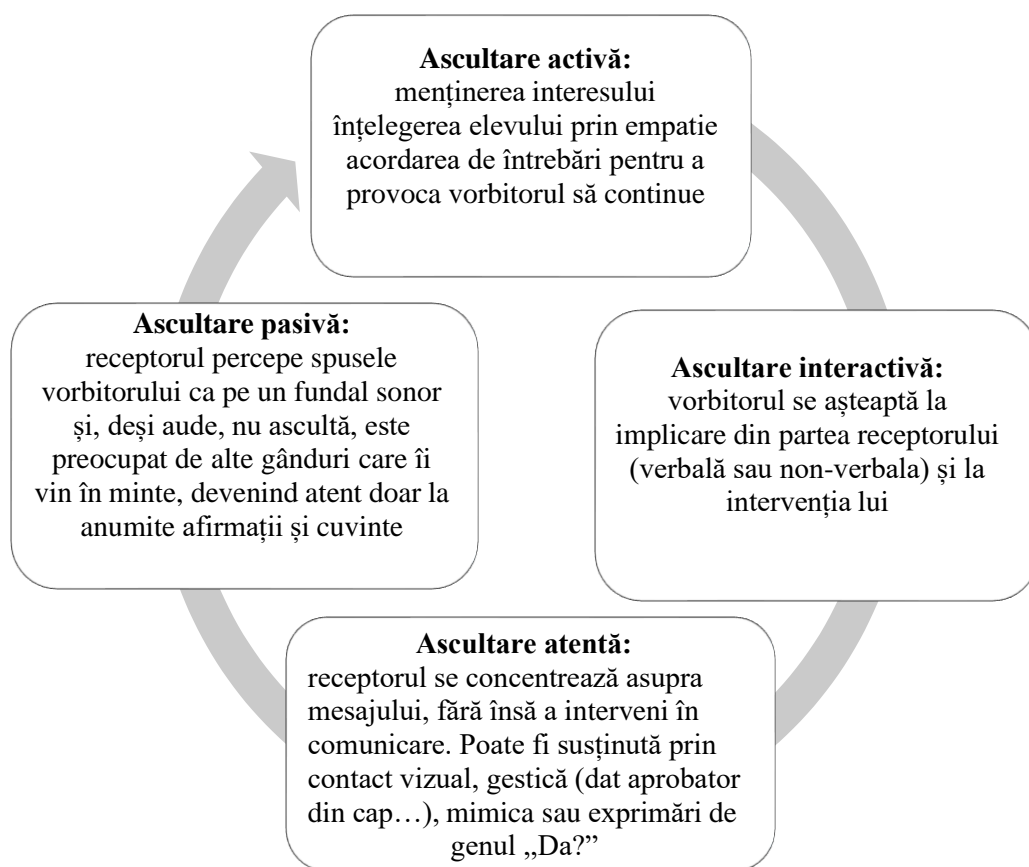 Ascultare activă:
menținerea interesului
înțelegerea elevului prin empatie
acordarea de întrebări pentru a
provoca vorbitorul să continue
Ascultare interactivă:
vorbitorul se așteaptă la
implicare din partea receptorului
(verbală sau non-verbala) și la
intervenția lui
Ascultare atentă:
receptorul se concentrează asupra
mesajului, fără însă a interveni în
comunicare. Poate fi susținută prin
contact vizual, gestică (dat aprobator
din cap…), mimica sau exprimări de
genul „Da?”
Ascultare pasivă:
receptorul percepe spusele
vorbitorului ca pe un fundal sonor
și, deși aude, nu ascultă, este
preocupat de alte gânduri care îi
vin în minte, devenind atent doar la
anumite afirmații și cuvinte